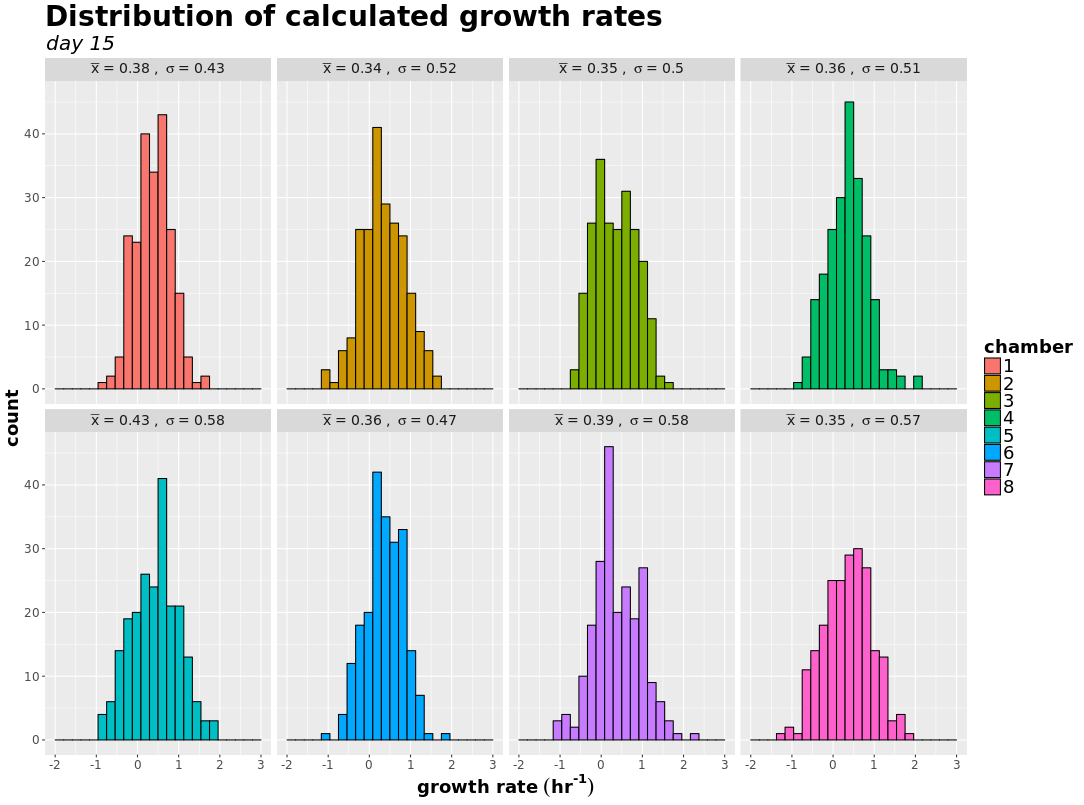 Distribution of calculated growth rates
day 15
x̅ = 0.38 , σ = 0.43
x̅ = 0.34 , σ = 0.52
x̅ = 0.35 , σ = 0.5
x̅ = 0.36 , σ = 0.51
40
30
20
10
0
x̅ = 0.43 , σ = 0.58
x̅ = 0.36 , σ = 0.47
x̅ = 0.39 , σ = 0.58
x̅ = 0.35 , σ = 0.57
40
30
20
10
0
-2 -1 0 1 2 3
-2 -1 0 1 2 3
-2 -1 0 1 2 3
-2 -1 0 1 2 3
count
growth rate (hr⁻¹)
chamber
1
2
3
4
5
6
7
8